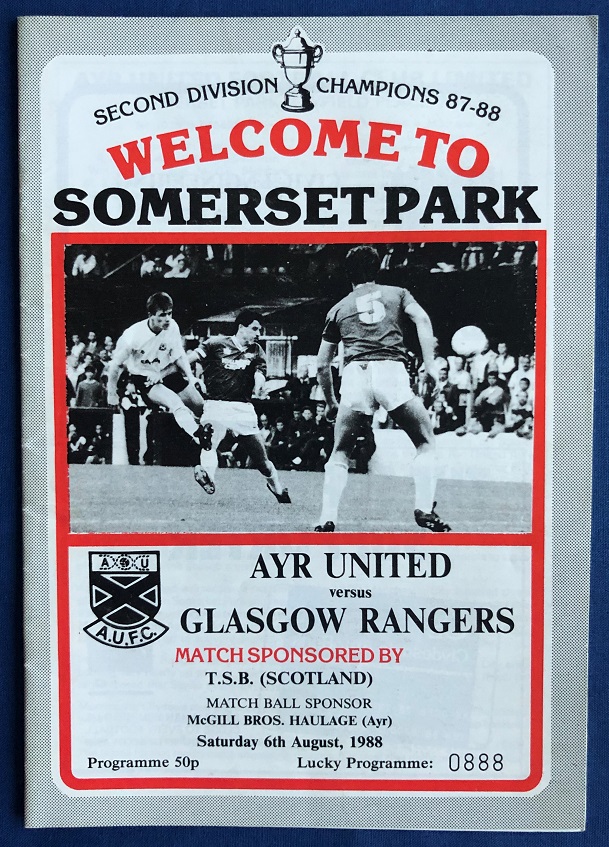 SECOND DIVISION CHAMPIONS 87-88
WELCOME TO
SOMERSET PARK
5
A U
A.U.F.C.
AYR UNITED
versus
GLASGOW RANGERS
MATCH SPONSORED BY
T.S.B. (SCOTLAND)
MATCH BALL SPONSOR
McGILL BROS. HAULAGE (Ayr)
Saturday 6th August, 1988
Programme 50p Lucky Programme: 0888